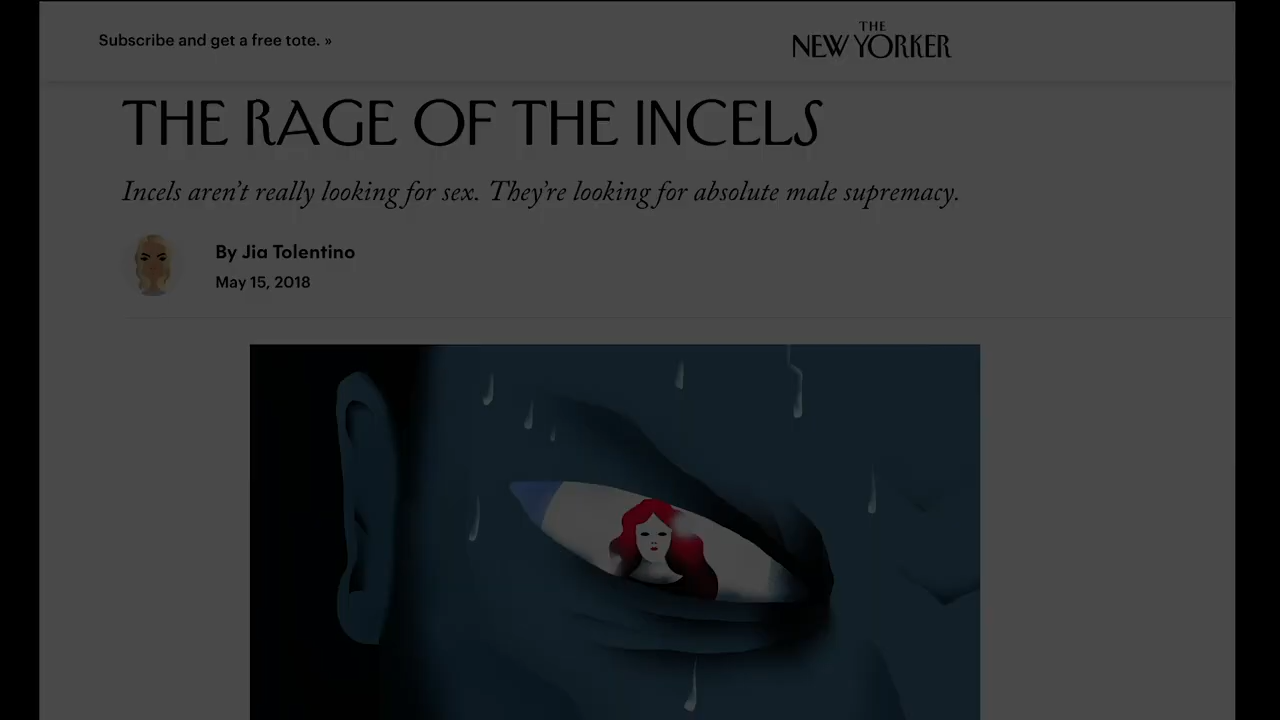 Subscribe and get a free tote. »
THE
NEW YORKER
THE RAGE OF THE INCELS
Incels aren’t really looking for sex. They’re looking for absolute male supremacy.
By Jia Tolentino
May 15, 2018